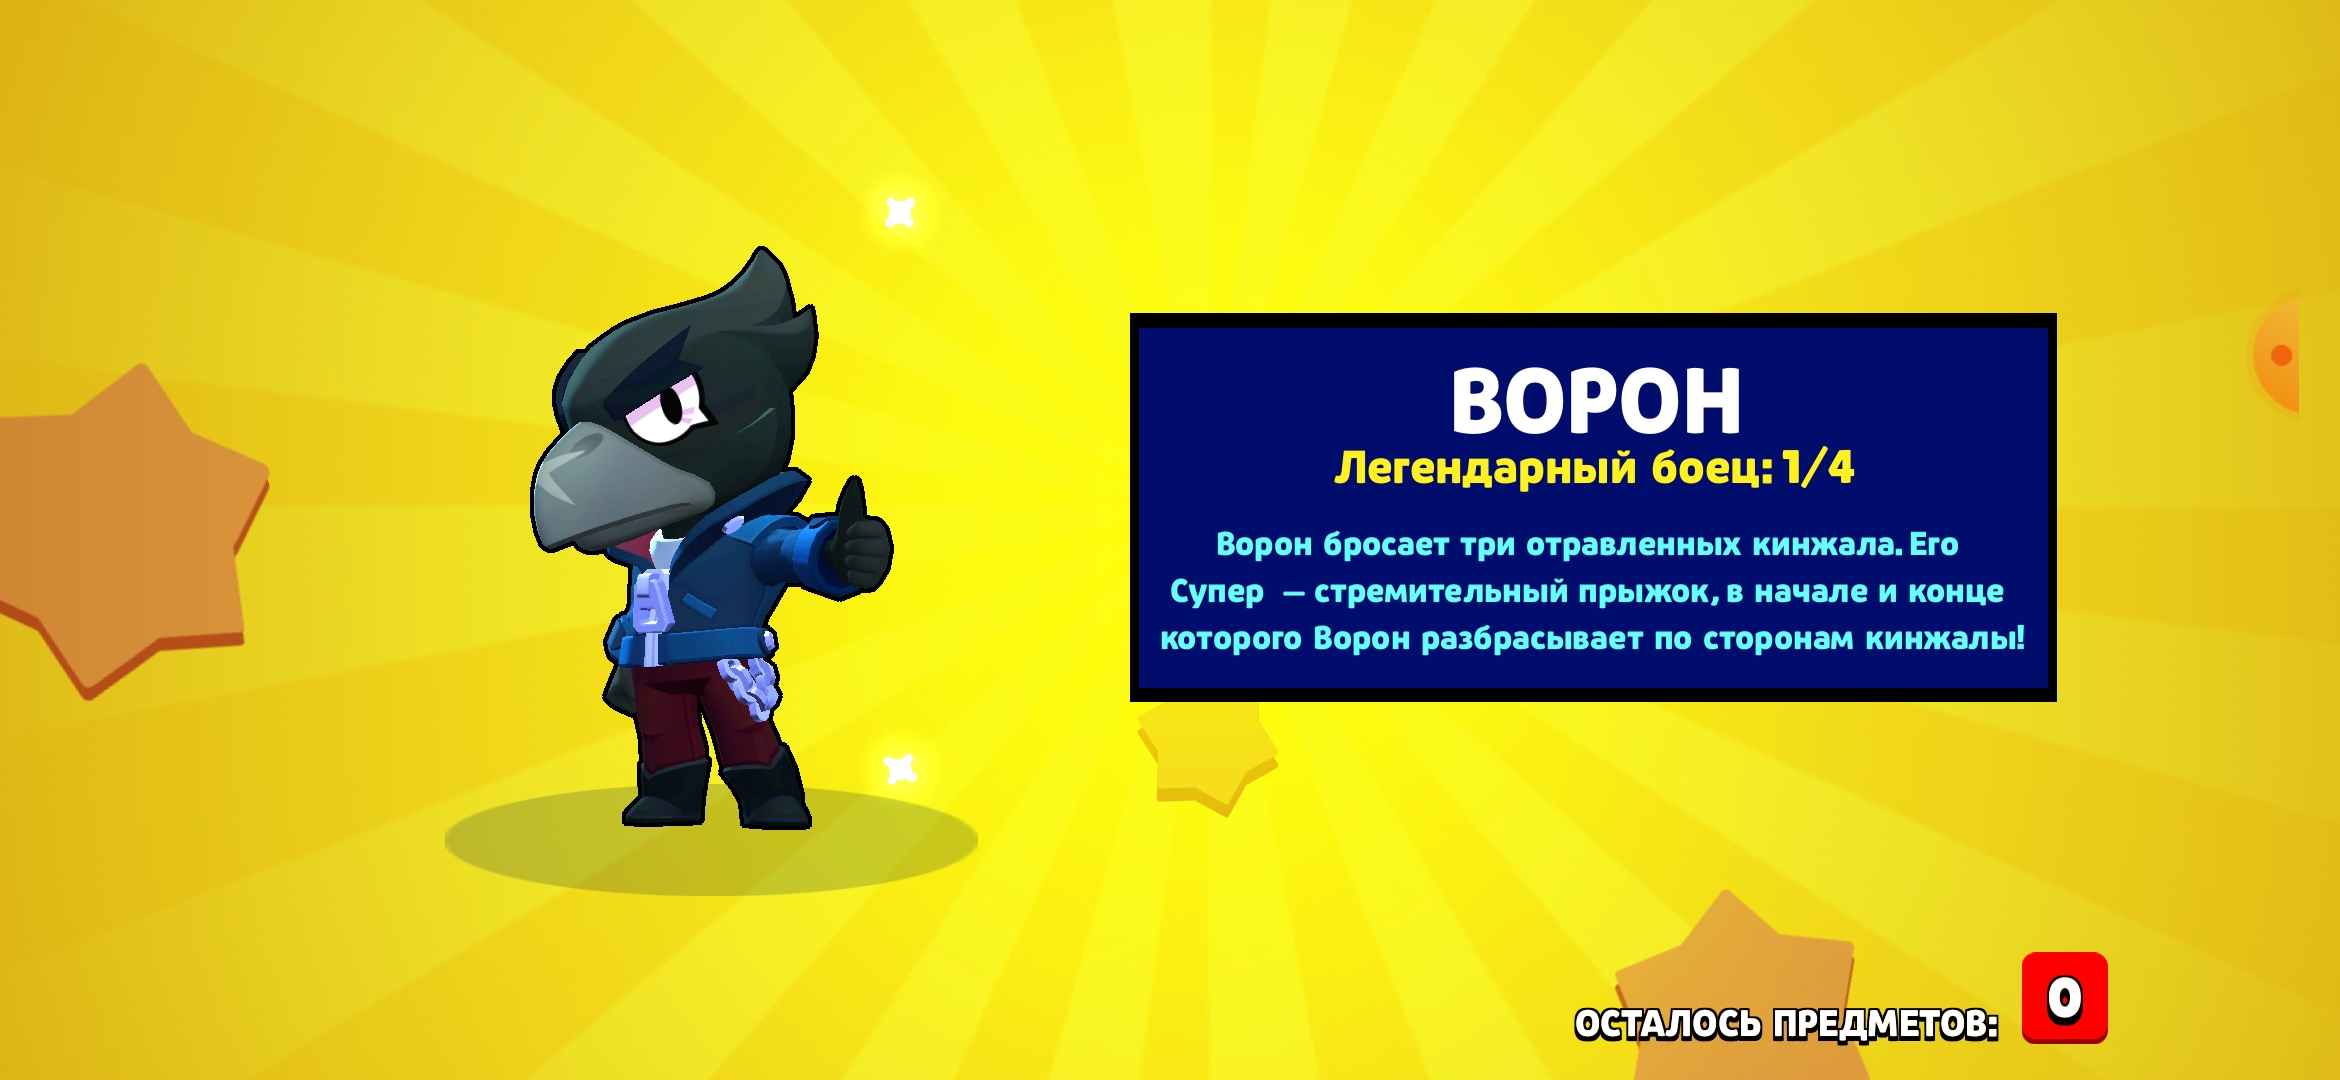 ВОРОН
Легендарный боец: 1/4
Ворон бросает три отравленных кинжала. Его
Супер – стремительный прыжок, в начале и конце
которого Ворон разбрасывает по сторонам кинжалы!
ОСТАЛОСЬ ПРЕДМЕТОВ: 0